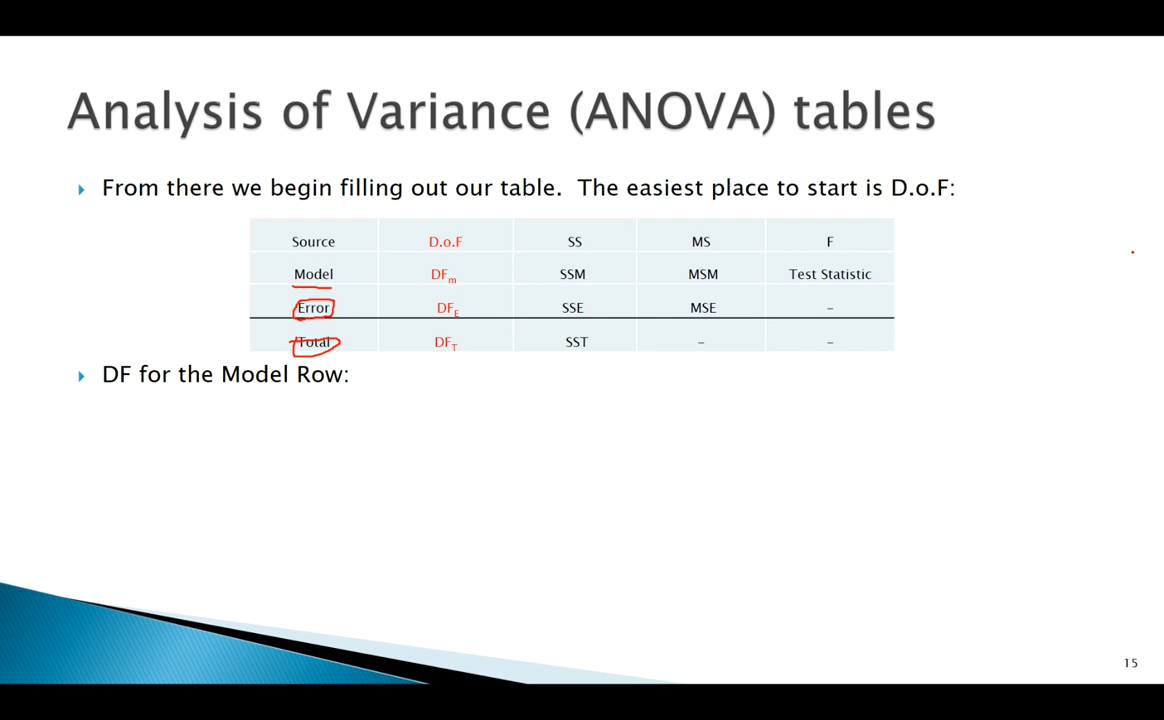 Analysis of Variance (ANOVA) tables
From there we begin filling out our table. The easiest place to start is D.o.F:
Source D.o.F SS MS F
Model DFm SSM MSM Test Statistic
Error DFE SSE MSE –
Total DFT SST – –
DF for the Model Row:
15